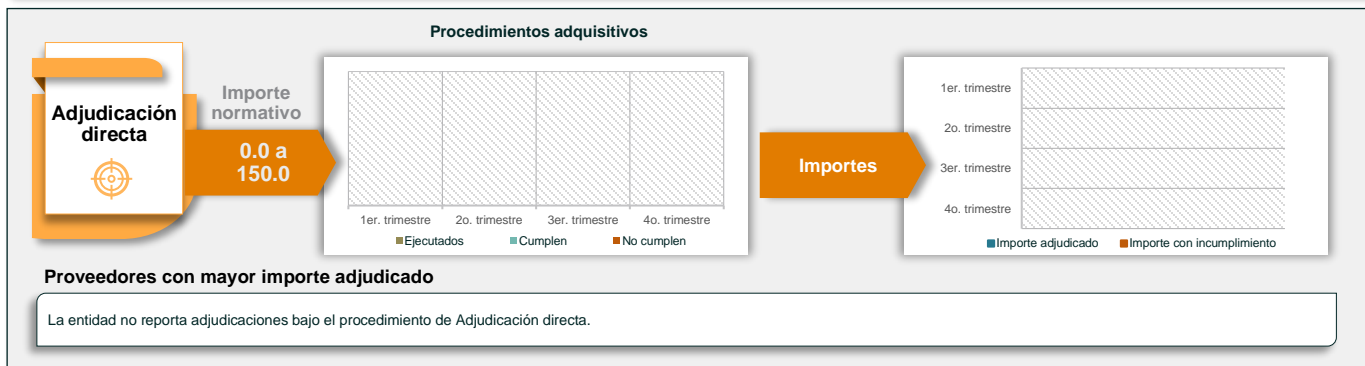 Procedimientos adquisitivos
Adjudicación
directa
Importe
normativo
0.0 a
150.0
1er. trimestre 2o. trimestre 3er. trimestre 4o. trimestre
Ejecutados Cumplen No cumplen
Importes
1er. trimestre
2o. trimestre
3er. trimestre
4o. trimestre
Importe adjudicado Importe con incumplimiento
Proveedores con mayor importe adjudicado
La entidad no reporta adjudicaciones bajo el procedimiento de Adjudicación directa.